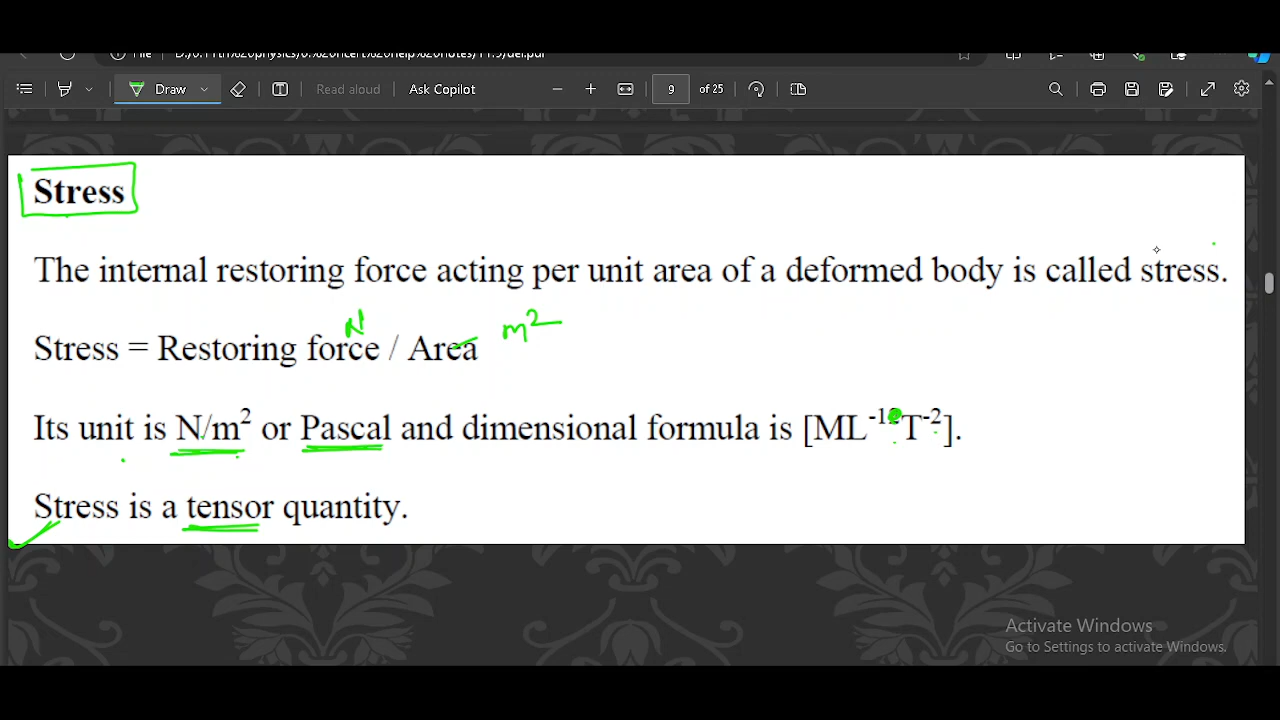 Draw
Read aloud
Ask Copilot
9 of 25
Stress
The internal restoring force acting per unit area of a deformed body is called stress.
N m²
Stress = Restoring force / Area
Its unit is N/m² or Pascal and dimensional formula is [ML⁻¹ T⁻²].
Stress is a tensor quantity.
Activate Windows
Go to Settings to activate Windows.